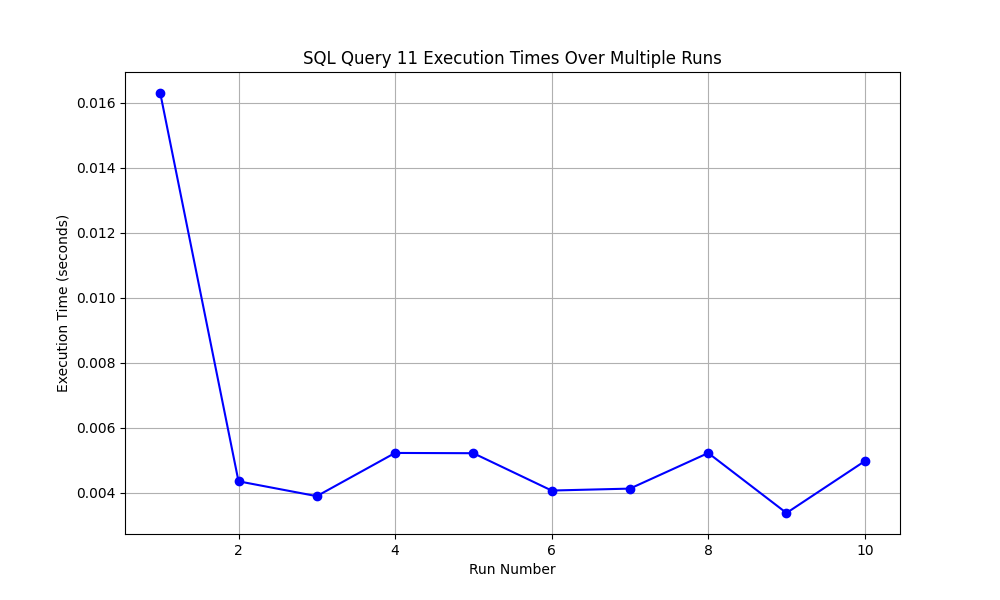 SQL Query 11 Execution Times Over Multiple Runs
Execution Time (seconds)
0.016
0.014
0.012
0.010
0.008
0.006
0.004
2 4 6 8 10
Run Number